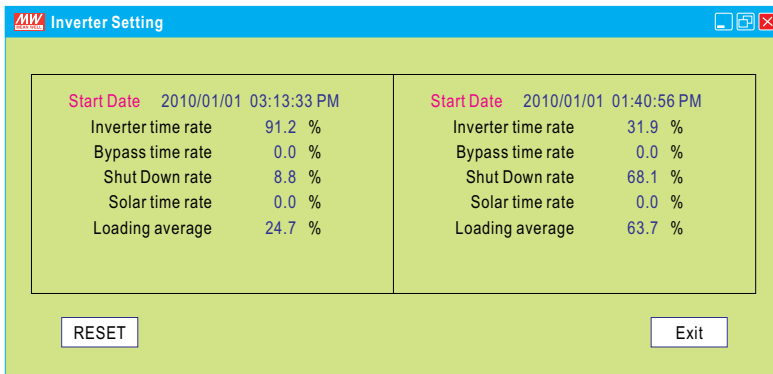 MW MEAN WELL Inverter Setting
Start Date 2010/01/01 03:13:33 PM
Inverter time rate 91.2 %
Bypass time rate 0.0 %
Shut Down rate 8.8 %
Solar time rate 0.0 %
Loading average 24.7 %
Start Date 2010/01/01 01:40:56 PM
Inverter time rate 31.9 %
Bypass time rate 0.0 %
Shut Down rate 68.1 %
Solar time rate 0.0 %
Loading average 63.7 %
RESET
Exit